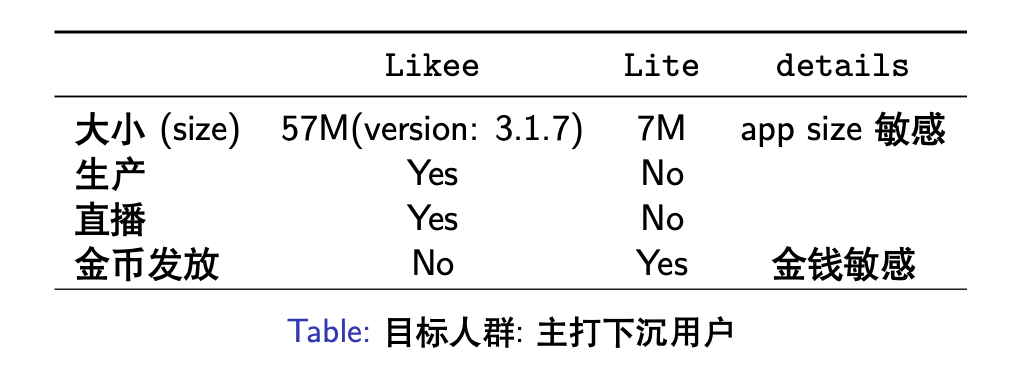 Likee Lite details
大小 (size) 57M(version: 3.1.7) 7M app size 敏感
生产 Yes No
直播 Yes No
金币发放 No Yes 金钱敏感
Table: 目标人群: 主打下沉用户